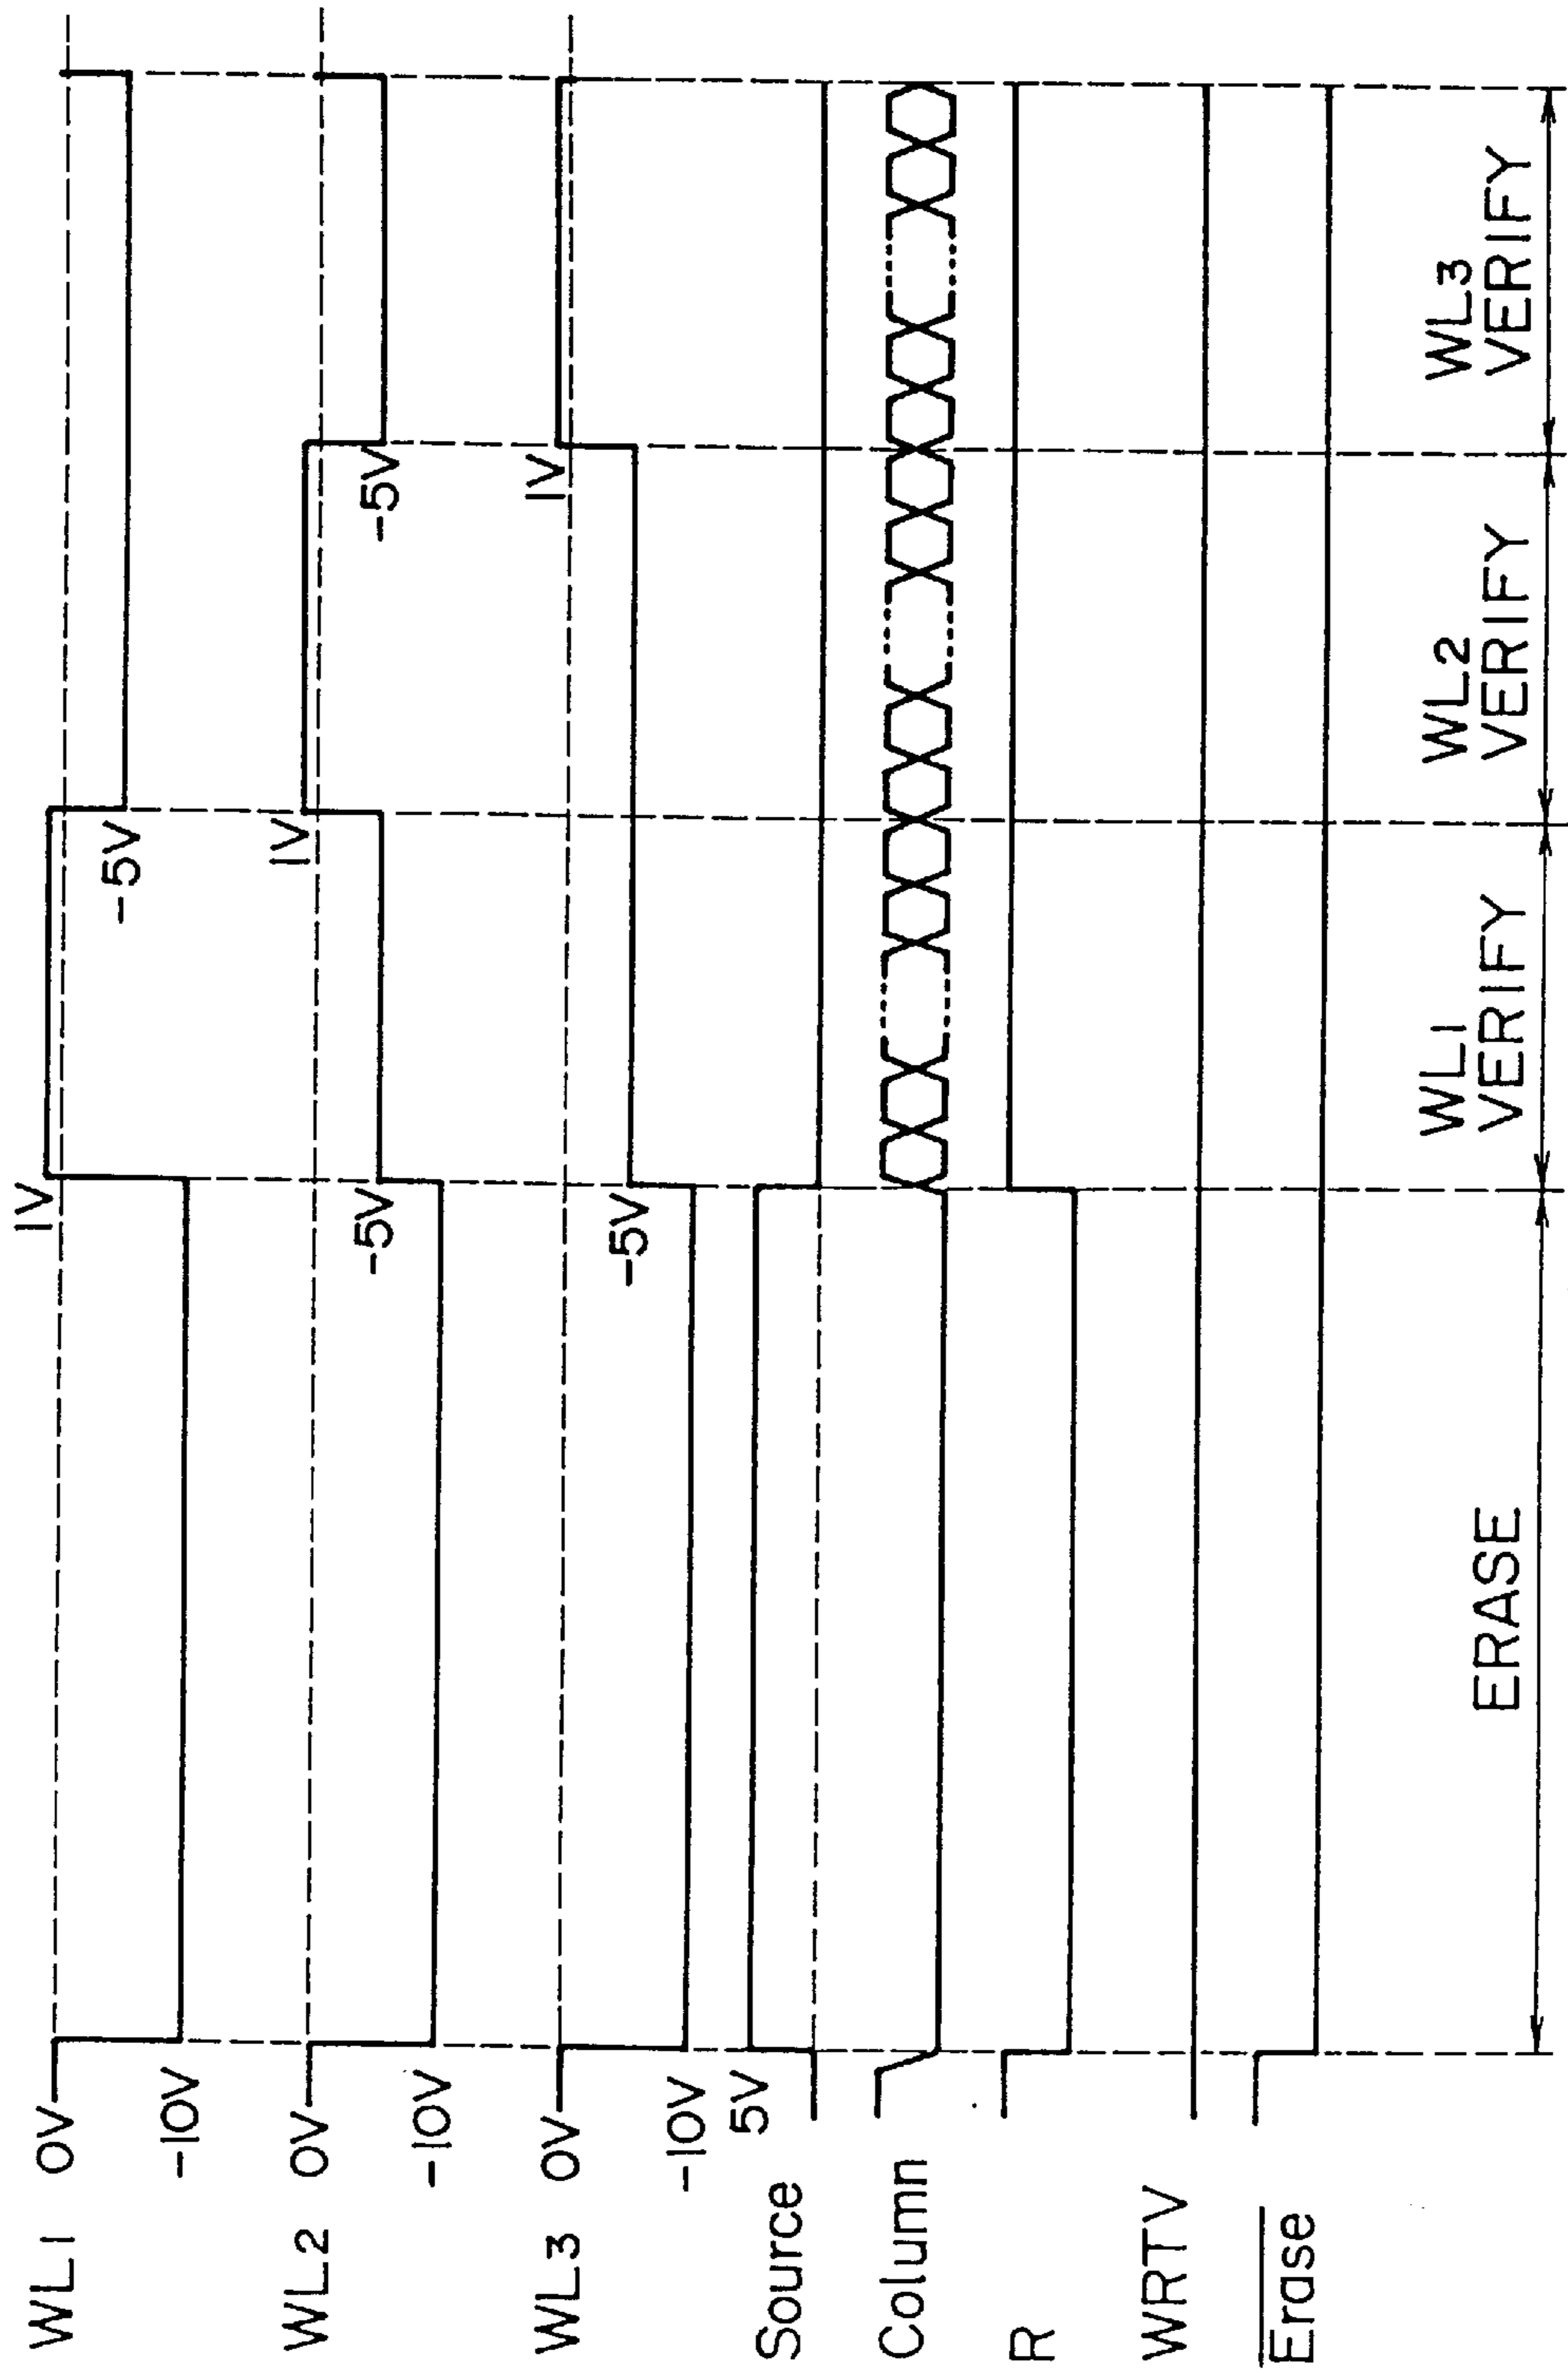 WL1 0V
-10V
1V
-5V
WL2 0V
-10V
-5V
1V
-5V
WL3 0V
-10V
-5V
1V
5V
Source
Column
R
WRTV
Erase
ERASE
WL1
VERIFY
WL2
VERIFY
WL3
VERIFY